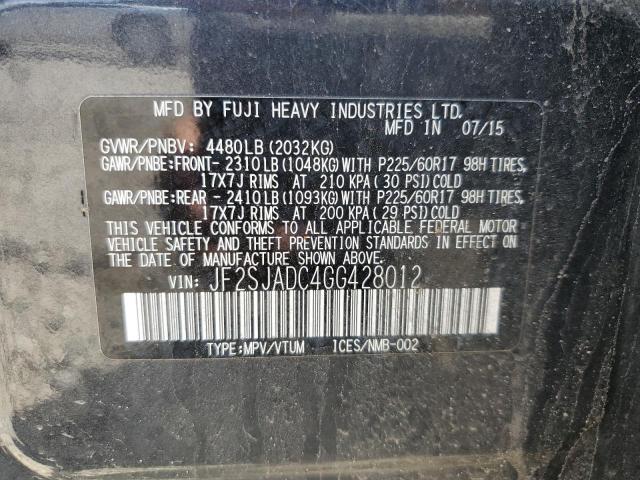 MFD BY FUJI HEAVY INDUSTRIES LTD.
MFD IN 07/15
GVWR/PNBV: 4480LB(2032KG)
GAWR/PNBE:FRONT- 2310LB(1048KG)WITH P225/60R17 98H TIRES,
17X7J RIMS AT 210 KPA( 30 PSI)COLD
GAWR/PNBE:REAR - 2410LB(1093KG)WITH P225/60R17 98H TIRES,
17X7J RIMS AT 200 KPA( 29 PSI)COLD
THIS VEHICLE CONFORMS TO ALL APPLICABLE FEDERAL MOTOR
VEHICLE SAFETY AND THEFT PREVENTION STANDARDS IN EFFECT ON
THE DATE OF MANUFACTURE SHOWN ABOVE.
VIN: JF2SJADC4GG428012
TYPE:MPV/VTUM ICES/NMB-002